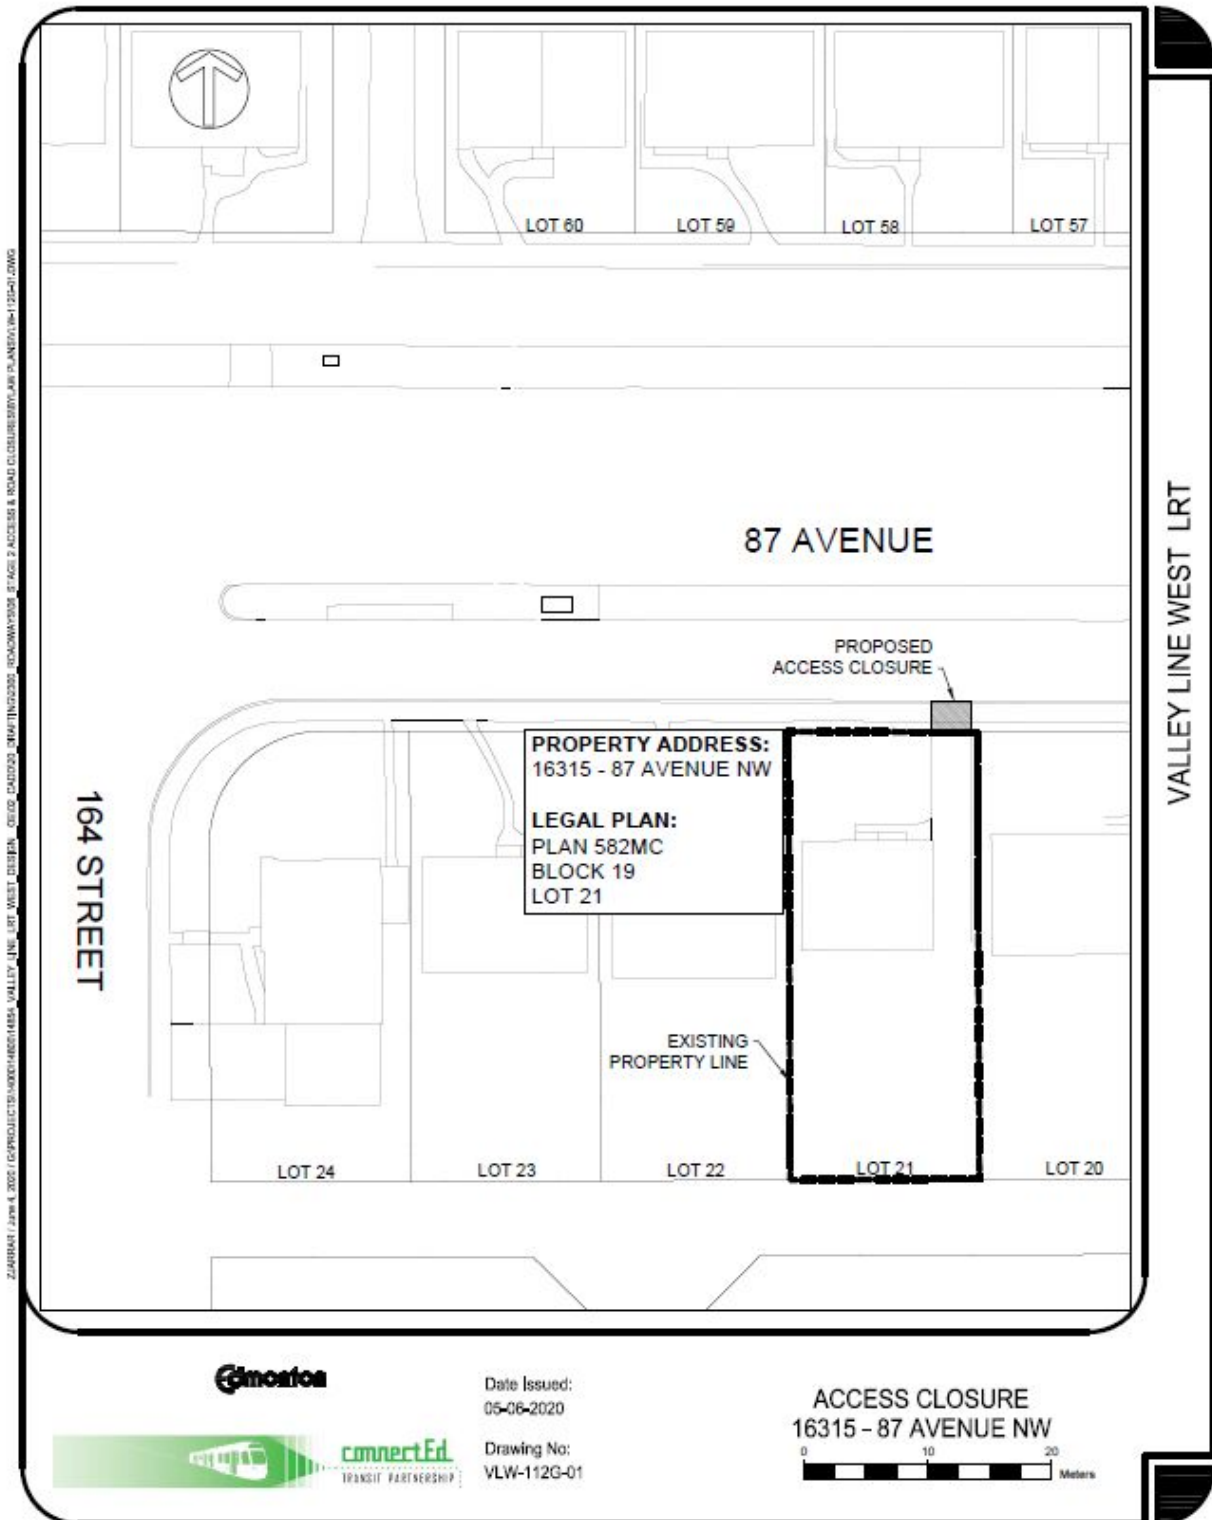 LOT 60
LOT 59
LOT 58
LOT 57
87 AVENUE
PROPOSED
ACCESS CLOSURE
PROPERTY ADDRESS:
16315 - 87 AVENUE NW
LEGAL PLAN:
PLAN 582MC
BLOCK 19
LOT 21
164 STREET
EXISTING
PROPERTY LINE
LOT 24
LOT 23
LOT 22
LOT 21
LOT 20
VALLEY LINE WEST LRT
Edmonton
connectEd
TRANSIT PARTNERSHIP
Date Issued:
05-06-2020
Drawing No:
VLW-112G-01
ACCESS CLOSURE
16315 - 87 AVENUE NW
0 10 20
Meters